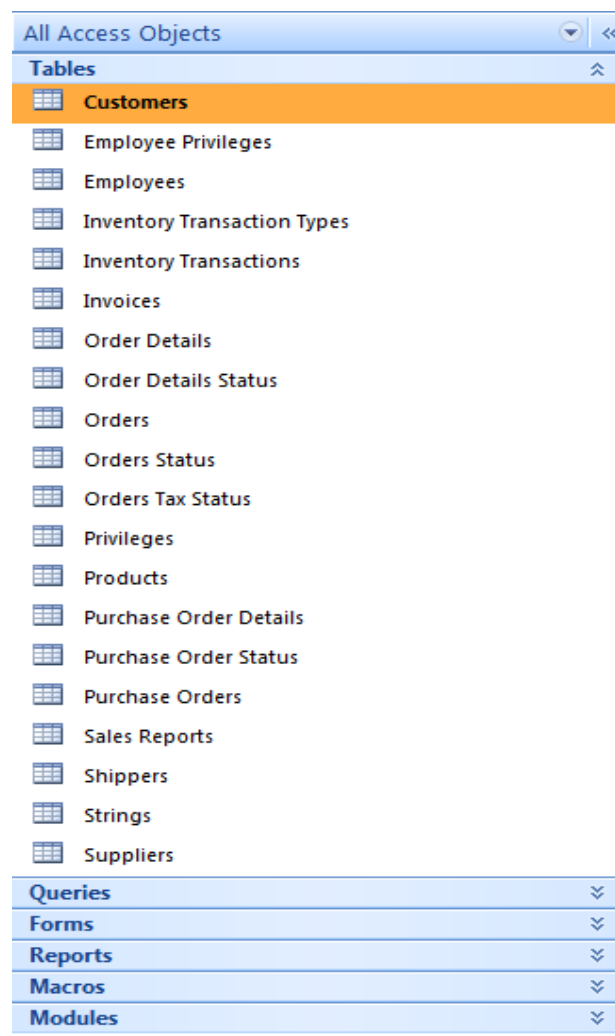 All Access Objects
Tables
Customers
Employee Privileges
Employees
Inventory Transaction Types
Inventory Transactions
Invoices
Order Details
Order Details Status
Orders
Orders Status
Orders Tax Status
Privileges
Products
Purchase Order Details
Purchase Order Status
Purchase Orders
Sales Reports
Shippers
Strings
Suppliers
Queries
Forms
Reports
Macros
Modules